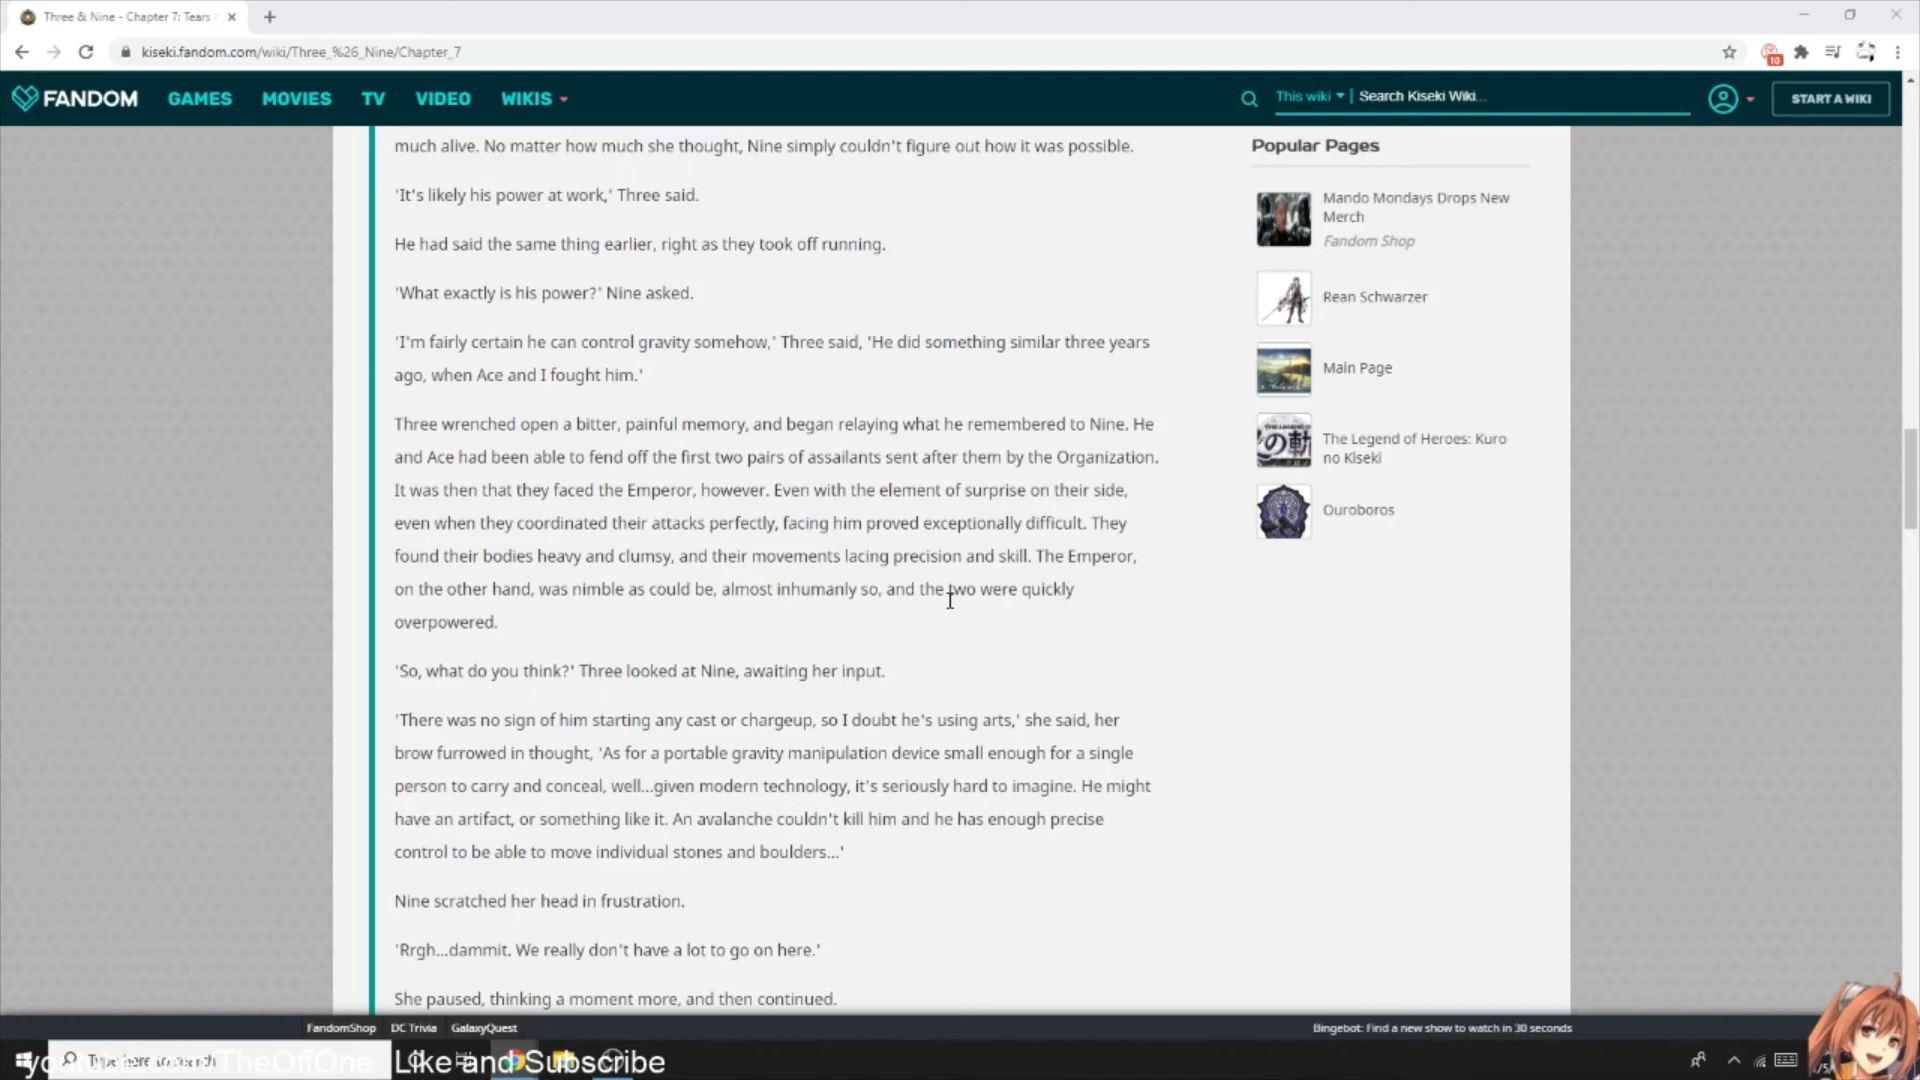 Three & Nine - Chapter 7: Tears
kiseki.fandom.com/wiki/Three_%26_Nine/Chapter_7
10
FANDOM GAMES MOVIES TV VIDEO WIKIS This wiki Search Kiseki Wiki... START A WIKI
much alive. No matter how much she thought, Nine simply couldn't figure out how it was possible.
'It's likely his power at work,' Three said.
He had said the same thing earlier, right as they took off running.
'What exactly is his power?' Nine asked.
'I'm fairly certain he can control gravity somehow,' Three said, 'He did something similar three years
ago, when Ace and I fought him.'
Three wrenched open a bitter, painful memory, and began relaying what he remembered to Nine. He
and Ace had been able to fend off the first two pairs of assailants sent after them by the Organization.
It was then that they faced the Emperor, however. Even with the element of surprise on their side,
even when they coordinated their attacks perfectly, facing him proved exceptionally difficult. They
found their bodies heavy and clumsy, and their movements lacing precision and skill. The Emperor,
on the other hand, was nimble as could be, almost inhumanly so, and the two were quickly
overpowered.
'So, what do you think?' Three looked at Nine, awaiting her input.
'There was no sign of him starting any cast or chargeup, so I doubt he's using arts,' she said, her
brow furrowed in thought, 'As for a portable gravity manipulation device small enough for a single
person to carry and conceal, well...given modern technology, it's seriously hard to imagine. He might
have an artifact, or something like it. An avalanche couldn't kill him and he has enough precise
control to be able to move individual stones and boulders...'
Nine scratched her head in frustration.
'Rrgh...dammit. We really don't have a lot to go on here.'
She paused, thinking a moment more, and then continued.
Popular Pages
Mando Mondays Drops New
Merch
Fandom Shop
Rean Schwarzer
Main Page
The Legend of Heroes: Kuro
no Kiseki
Ouroboros
FandomShop DC Trivia GalaxyQuest Bingebot: Find a new show to watch in 30 seconds
Type here to search
youtube.com/TheOffOne Like and Subscribe